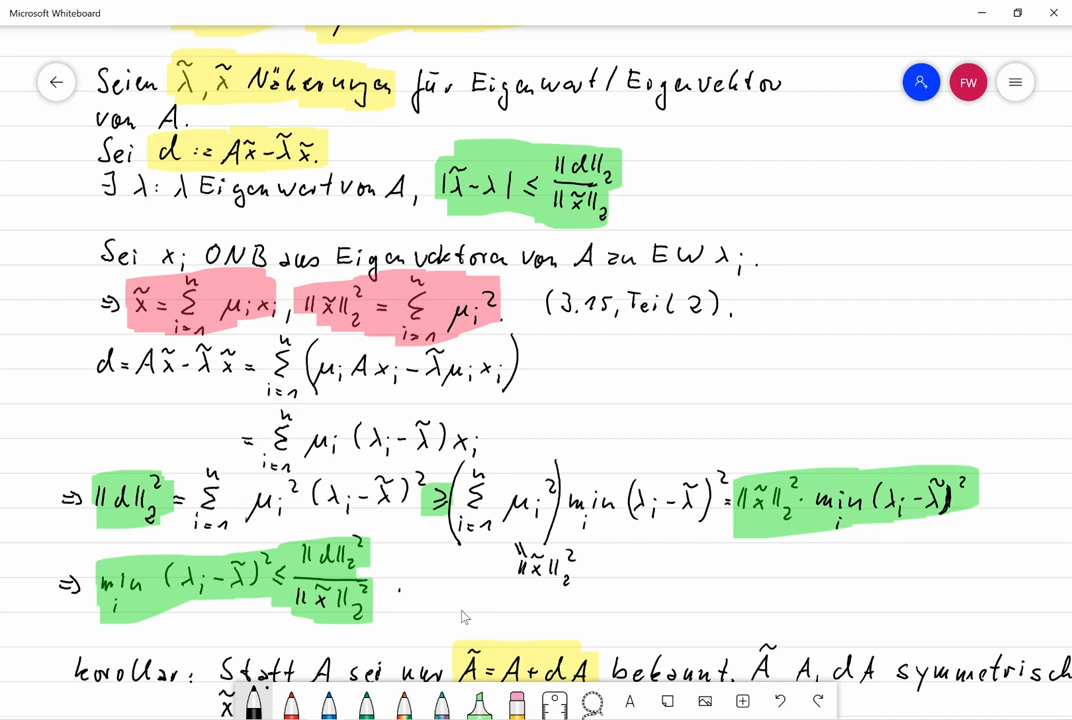 Microsoft Whiteboard
Seien λ̃, x̃ Näherungen für Eigenwert/Eigenvektor
von A.
Sei d := Ax̃ - λ̃x̃.
∃ λ: λ Eigenwert von A, |λ̃ - λ| ≤ ||d||₂ / ||x̃||₂
Sei xᵢ ONB aus Eigenvektoren von A zu EW λᵢ.
⇒ x̃ = Σᵢ₌₁ⁿ μᵢxᵢ, ||x̃||₂² = Σᵢ₌₁ⁿ μᵢ². (3.15, Teil 2).
d = Ax̃ - λ̃x̃ = Σᵢ₌₁ⁿ (μᵢAxᵢ - λ̃μᵢxᵢ)
= Σᵢ₌₁ⁿ μᵢ(λᵢ - λ̃)xᵢ
⇒ ||d||₂² = Σᵢ₌₁ⁿ μᵢ²(λᵢ - λ̃)² ≥ (Σᵢ₌₁ⁿ μᵢ²) minᵢ (λᵢ - λ̃)² = ||x̃||₂² · minᵢ (λᵢ - λ̃)²
||x̃||₂²
⇒ minᵢ (λᵢ - λ̃)² ≤ ||d||₂² / ||x̃||₂².
Korollar: Statt A sei nur Ã = A + dA bekannt. Ã A, dA symmetrisch
x̃
FW
A